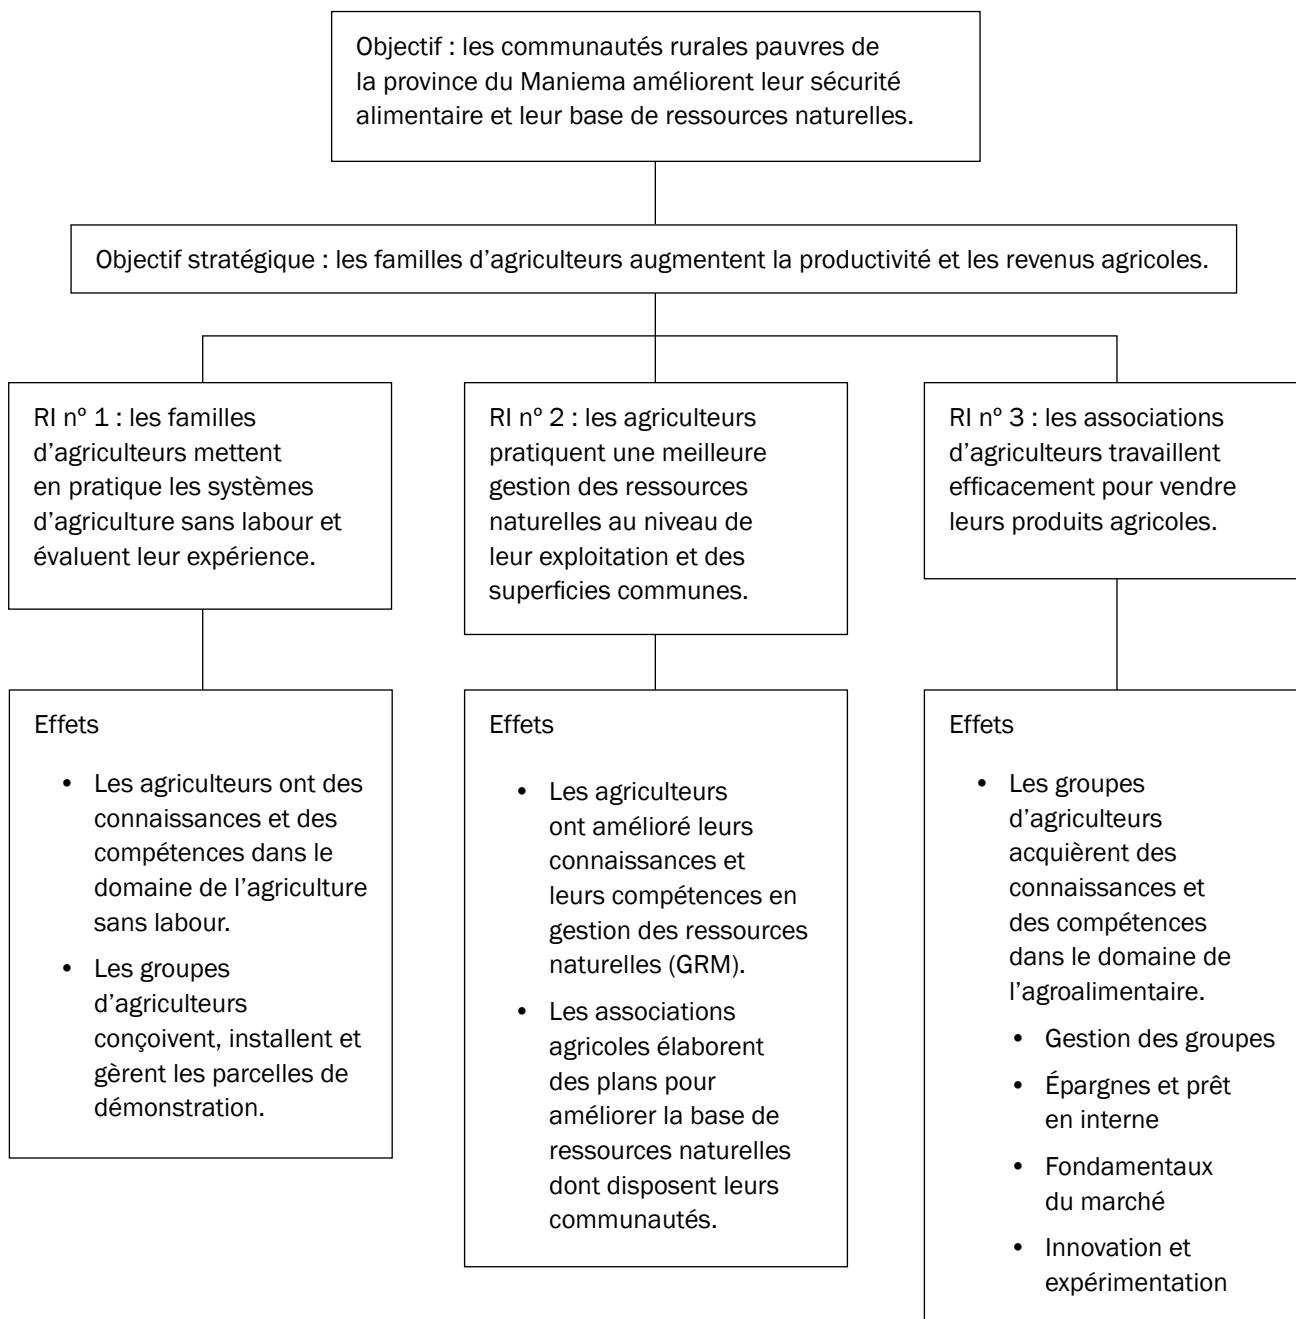 Objectif : les communautés rurales pauvres de
la province du Maniema améliorent leur sécurité
alimentaire et leur base de ressources naturelles.
Objectif stratégique : les familles d’agriculteurs augmentent la productivité et les revenus agricoles.
RI nº 1 : les familles
d’agriculteurs mettent
en pratique les systèmes
d’agriculture sans labour et
évaluent leur expérience.
RI nº 2 : les agriculteurs
pratiquent une meilleure
gestion des ressources
naturelles au niveau de
leur exploitation et des
superficies communes.
RI nº 3 : les associations
d’agriculteurs travaillent
efficacement pour vendre
leurs produits agricoles.
Effets
• Les agriculteurs ont des
connaissances et des
compétences dans le
domaine de l’agriculture
sans labour.
• Les groupes
d’agriculteurs
conçoivent, installent et
gèrent les parcelles de
démonstration.
Effets
• Les agriculteurs
ont amélioré leurs
connaissances et
leurs compétences en
gestion des ressources
naturelles (GRM).
• Les associations
agricoles élaborent
des plans pour
améliorer la base de
ressources naturelles
dont disposent leurs
communautés.
Effets
• Les groupes
d’agriculteurs
acquièrent des
connaissances et
des compétences
dans le domaine de
l’agroalimentaire.
• Gestion des groupes
• Épargnes et prêt
en interne
• Fondamentaux
du marché
• Innovation et
expérimentation